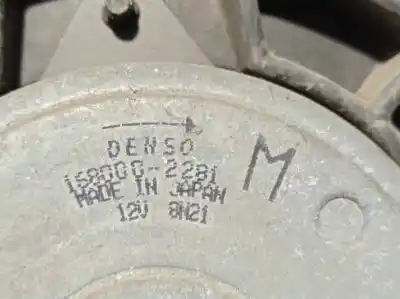 DENSO
168000-2281
MADE IN JAPAN
12V 8N21
M